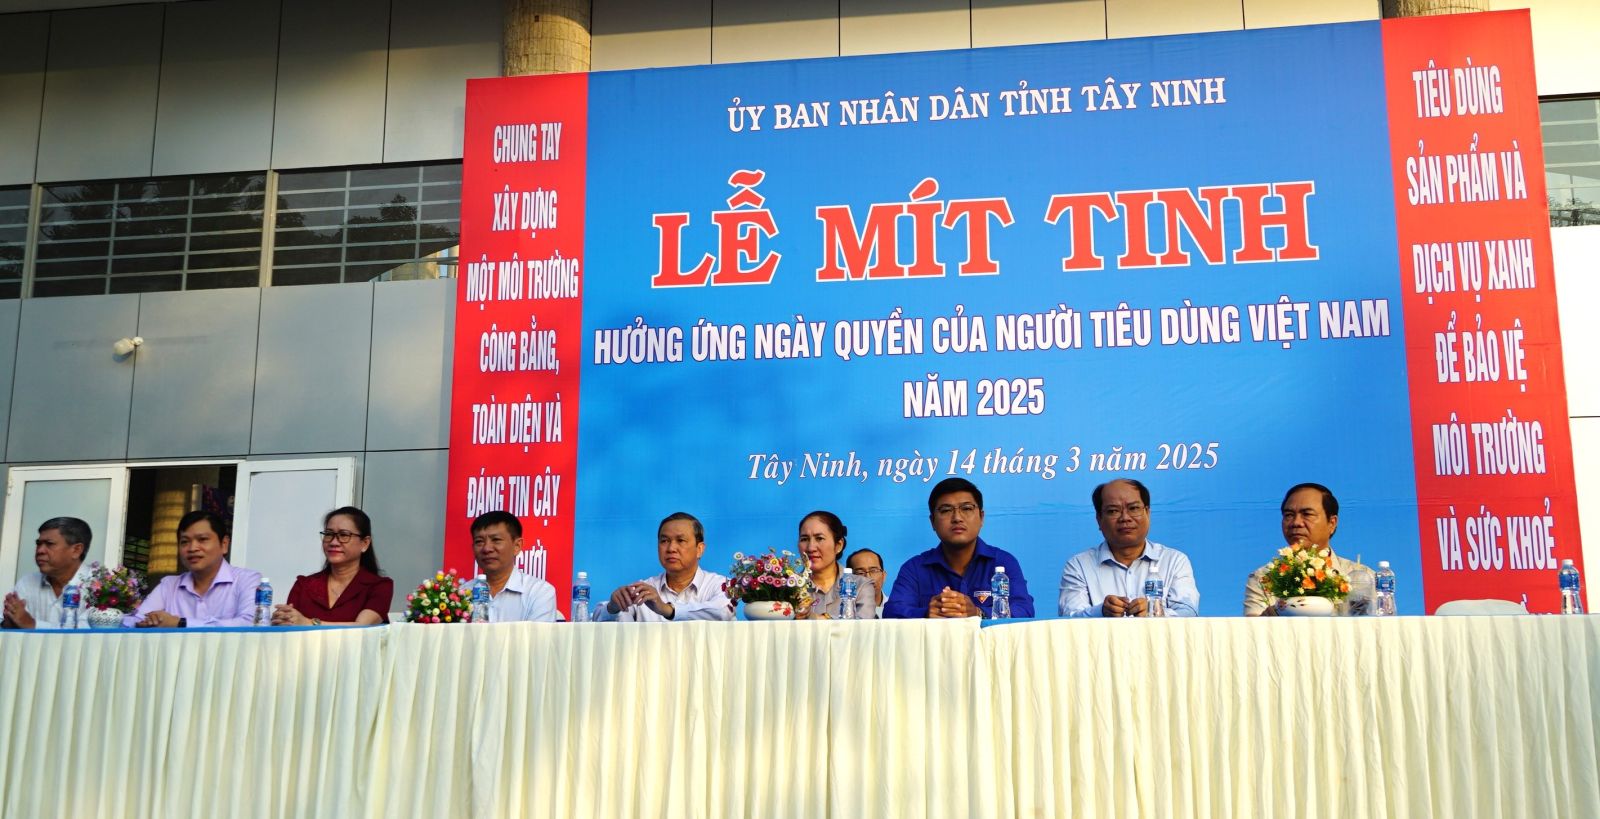 CHUNG TAY
XÂY DỰNG
MỘT MÔI TRƯỜNG
CÔNG BẰNG,
TOÀN DIỆN VÀ
ĐÁNG TIN CẬY
ỦY BAN NHÂN DÂN TỈNH TÂY NINH
LỄ MÍT TINH
HƯỞNG ỨNG NGÀY QUYỀN CỦA NGƯỜI TIÊU DÙNG VIỆT NAM
NĂM 2025
Tây Ninh, ngày 14 tháng 3 năm 2025
TIÊU DÙNG
SẢN PHẨM VÀ
DỊCH VỤ XANH
ĐỂ BẢO VỆ
MÔI TRƯỜNG
VÀ SỨC KHOẺ